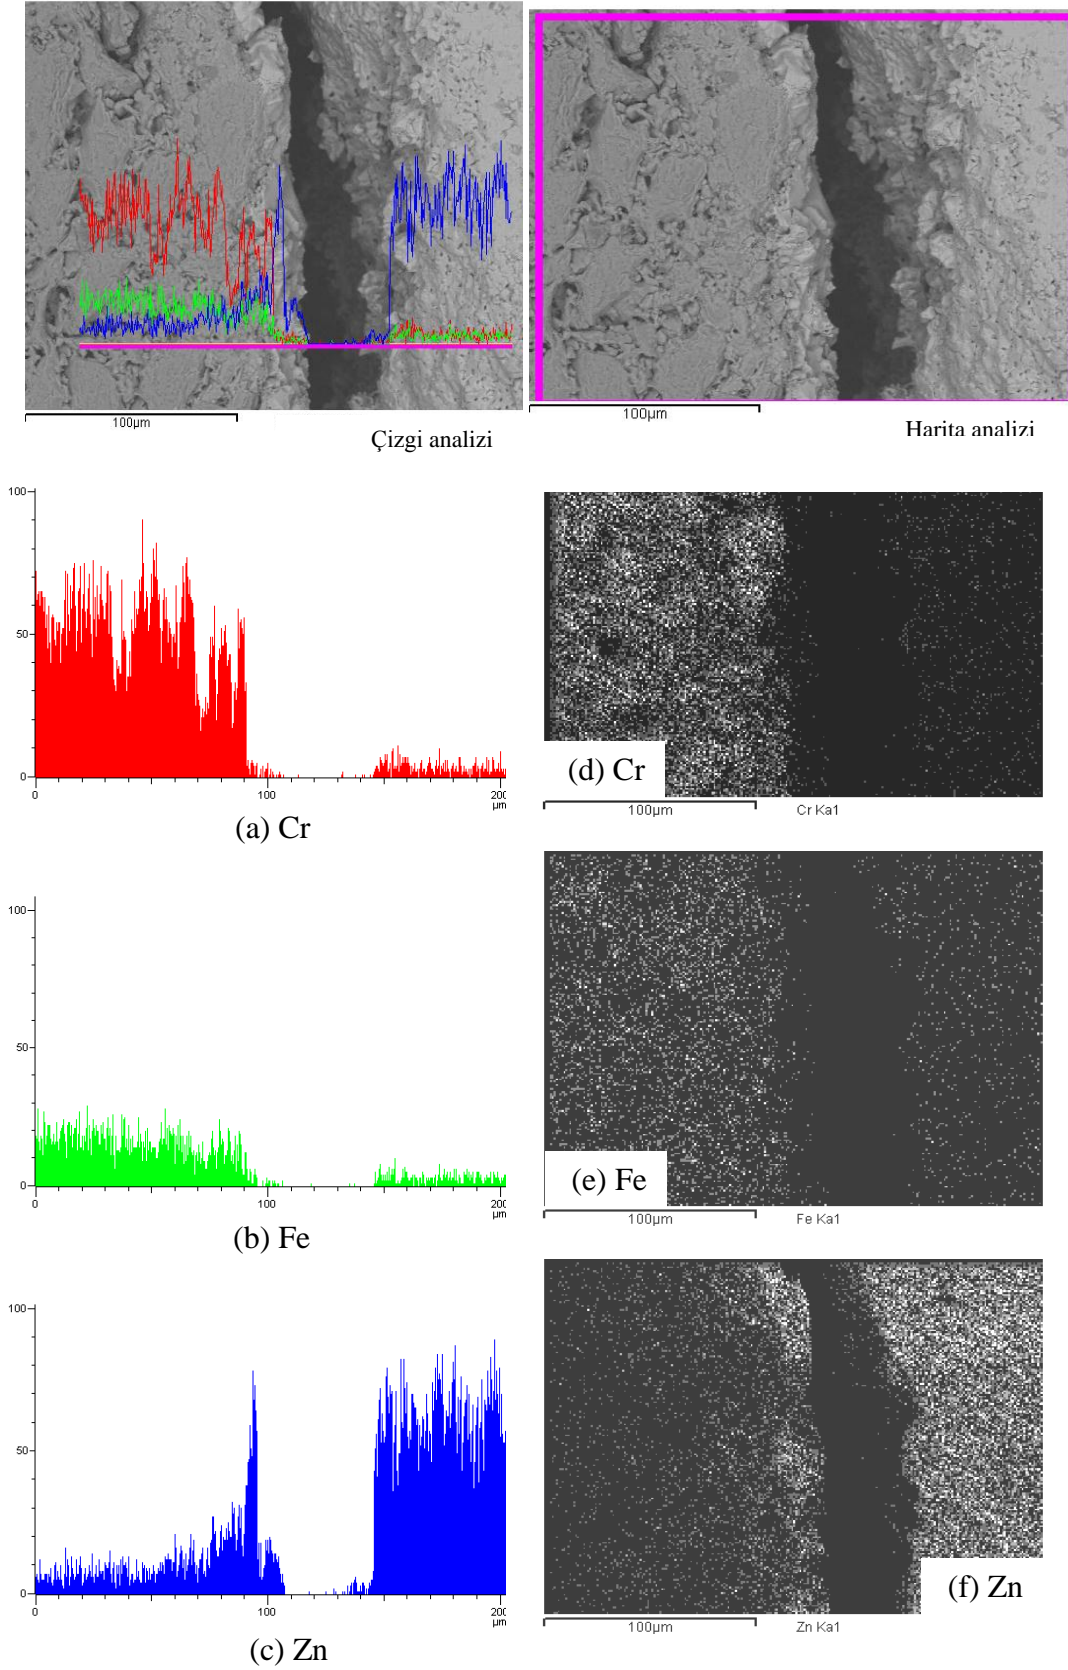 100µm
100µm
Çizgi analizi
Harita analizi
100
50
0
0
100
200
µm
(a) Cr
(d) Cr
100µm
Cr Ka1
100
50
0
0
100
200
µm
(b) Fe
(e) Fe
100µm
Fe Ka1
100
50
0
0
100
200
µm
(c) Zn
(f) Zn
100µm
Zn Ka1